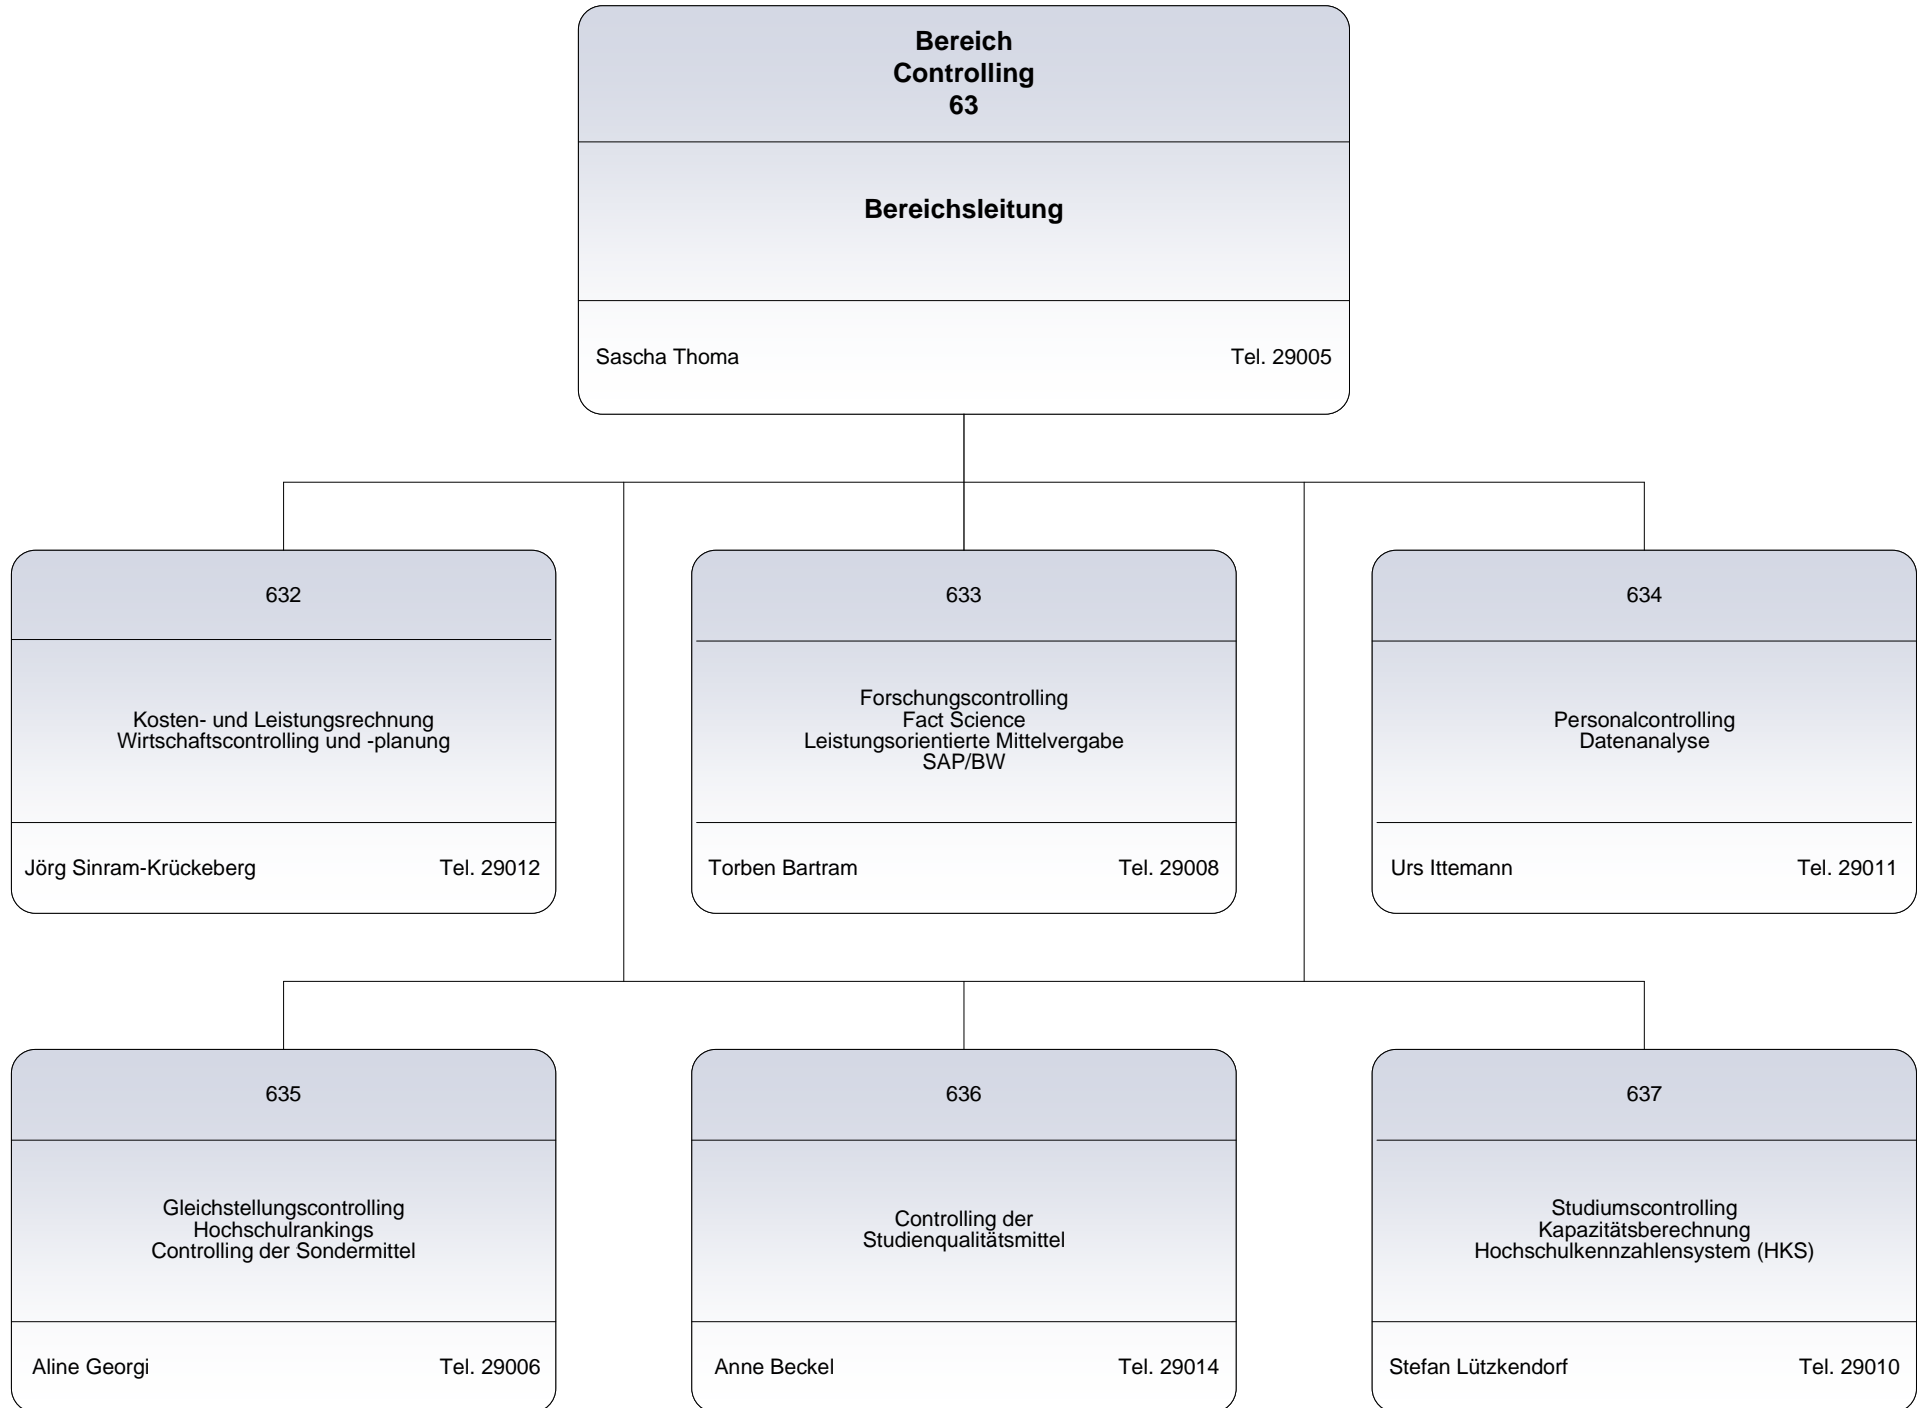 Bereich
Controlling
63
Bereichsleitung
Sascha Thoma Tel. 29005
632
Kosten- und Leistungsrechnung
Wirtschaftscontrolling und -planung
Jörg Sinram-Krückeberg Tel. 29012
633
Forschungscontrolling
Fact Science
Leistungsorientierte Mittelvergabe
SAP/BW
Torben Bartram Tel. 29008
634
Personalcontrolling
Datenanalyse
Urs Ittemann Tel. 29011
635
Gleichstellungscontrolling
Hochschulrankings
Controlling der Sondermittel
Aline Georgi Tel. 29006
636
Controlling der
Studienqualitätsmittel
Anne Beckel Tel. 29014
637
Studiumscontrolling
Kapazitätsberechnung
Hochschulkennzahlensystem (HKS)
Stefan Lützkendorf Tel. 29010